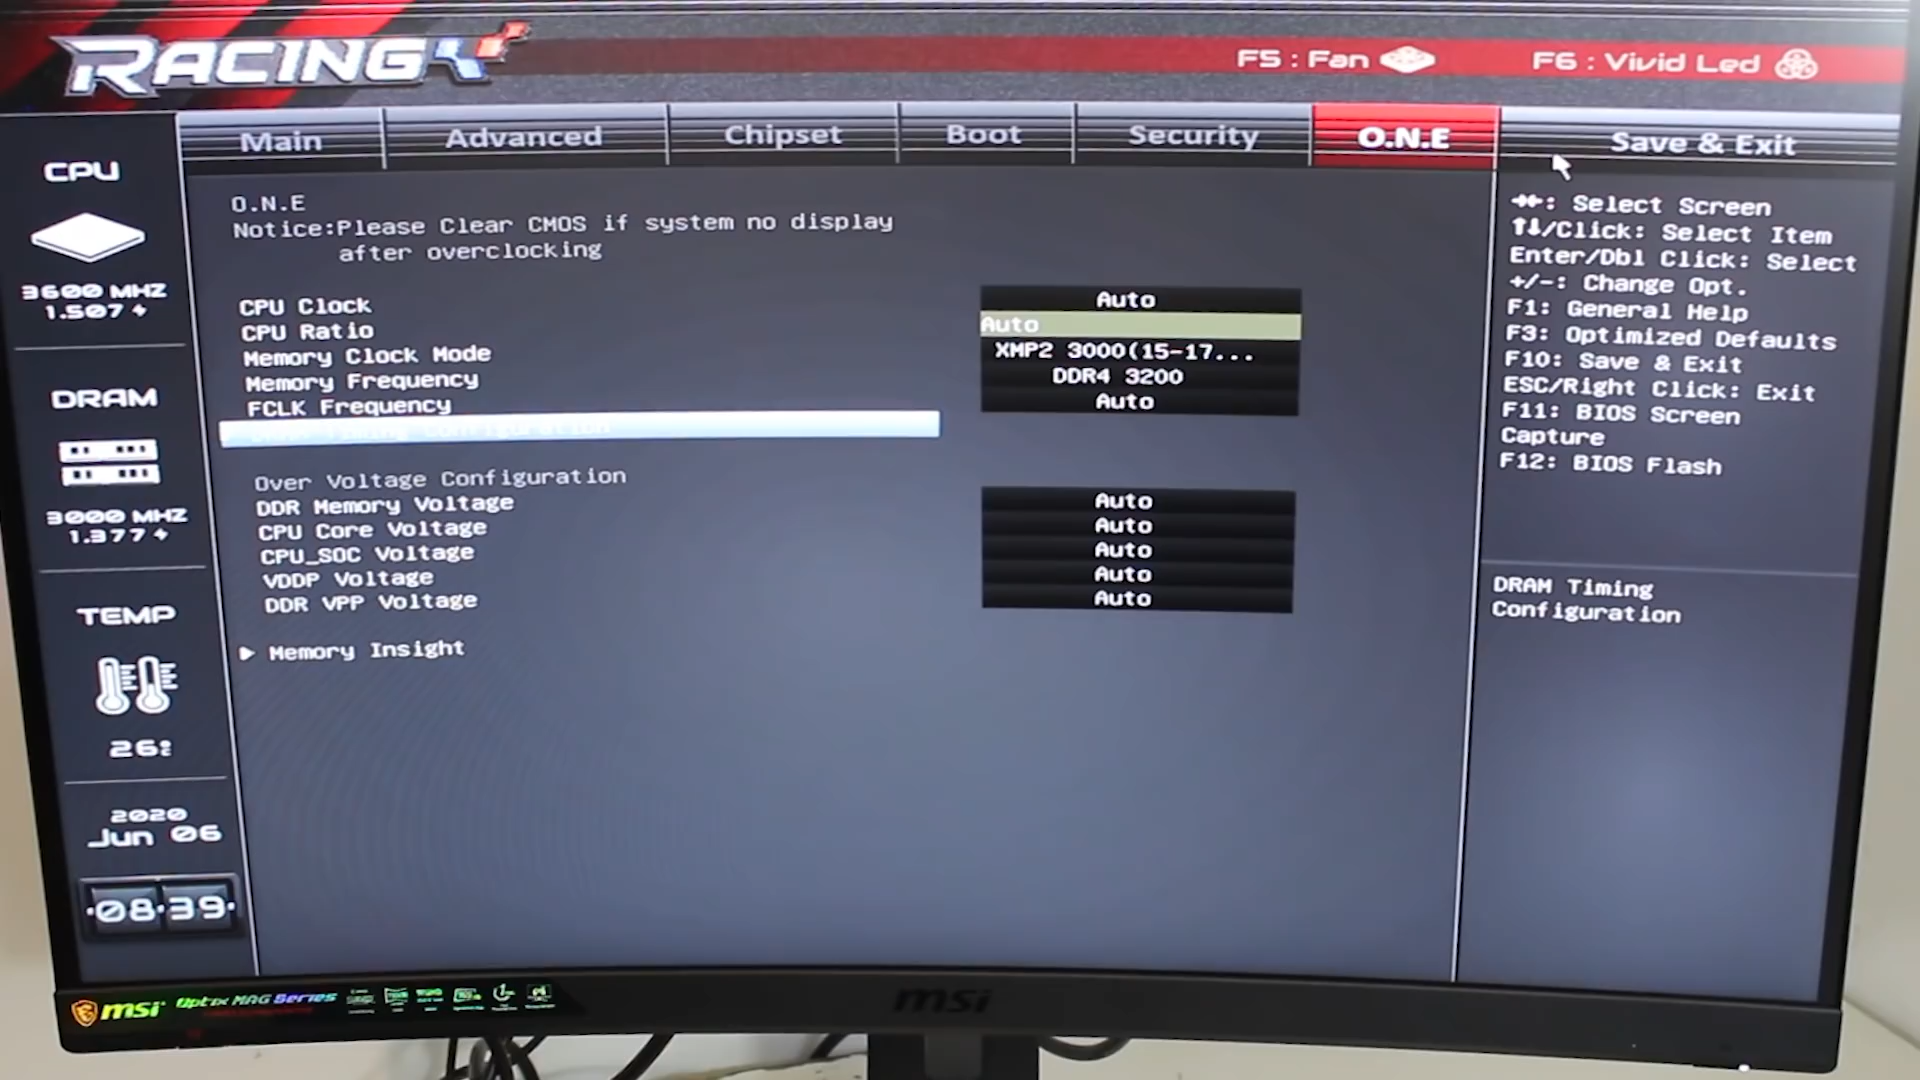 RACING
F5 : Fan
F6 : Vivid Led
Main
Advanced
Chipset
Boot
Security
O.N.E
Save & Exit
CPU
3600 MHZ
1.507
DRAM
3000 MHZ
1.377
TEMP
26
2020
Jun 06
08 39
O.N.E
Notice:Please Clear CMOS if system no display
after overclocking
CPU Clock Auto
CPU Ratio Auto
Memory Clock Mode XMP2 3000(15-17...
Memory Frequency DDR4 3200
FCLK Frequency Auto
Timing Configuration
Over Voltage Configuration
DDR Memory Voltage Auto
CPU Core Voltage Auto
CPU_SOC Voltage Auto
VDDP Voltage Auto
DDR VPP Voltage Auto
Memory Insight
: Select Screen
↑↓/Click: Select Item
Enter/Dbl Click: Select
+/-: Change Opt.
F1: General Help
F3: Optimized Defaults
F10: Save & Exit
ESC/Right Click: Exit
F11: BIOS Screen
Capture
F12: BIOS Flash
DRAM Timing
Configuration
msi Optix MAG Series
msi